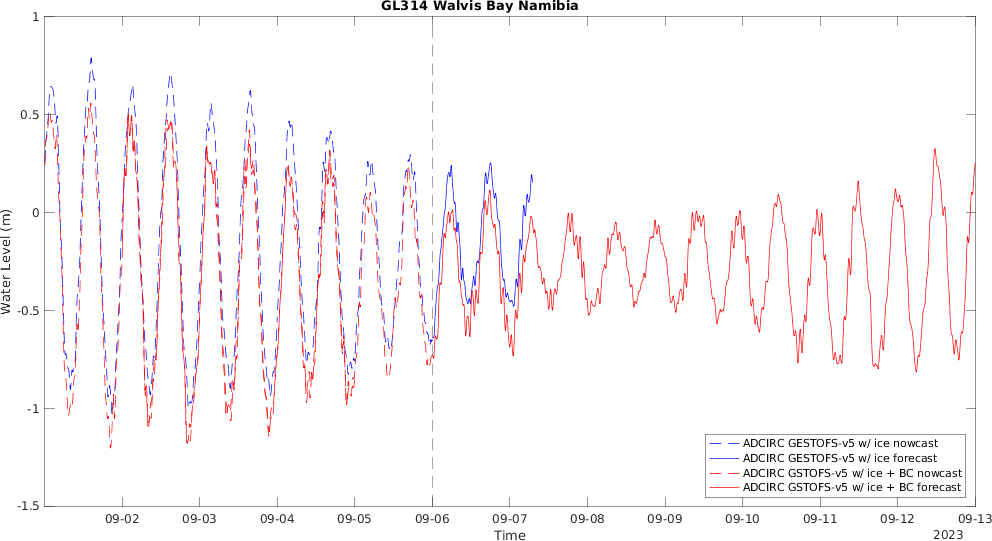 GL314 Walvis Bay Namibia
Water Level (m)
1
0.5
0
-0.5
-1
-1.5
09-02 09-03 09-04 09-05 09-06 09-07 09-08 09-09 09-10 09-11 09-12 09-13
Time
2023
ADCIRC GESTOFS-v5 w/ ice nowcast
ADCIRC GESTOFS-v5 w/ ice forecast
ADCIRC GSTOFS-v5 w/ ice + BC nowcast
ADCIRC GSTOFS-v5 w/ ice + BC forecast